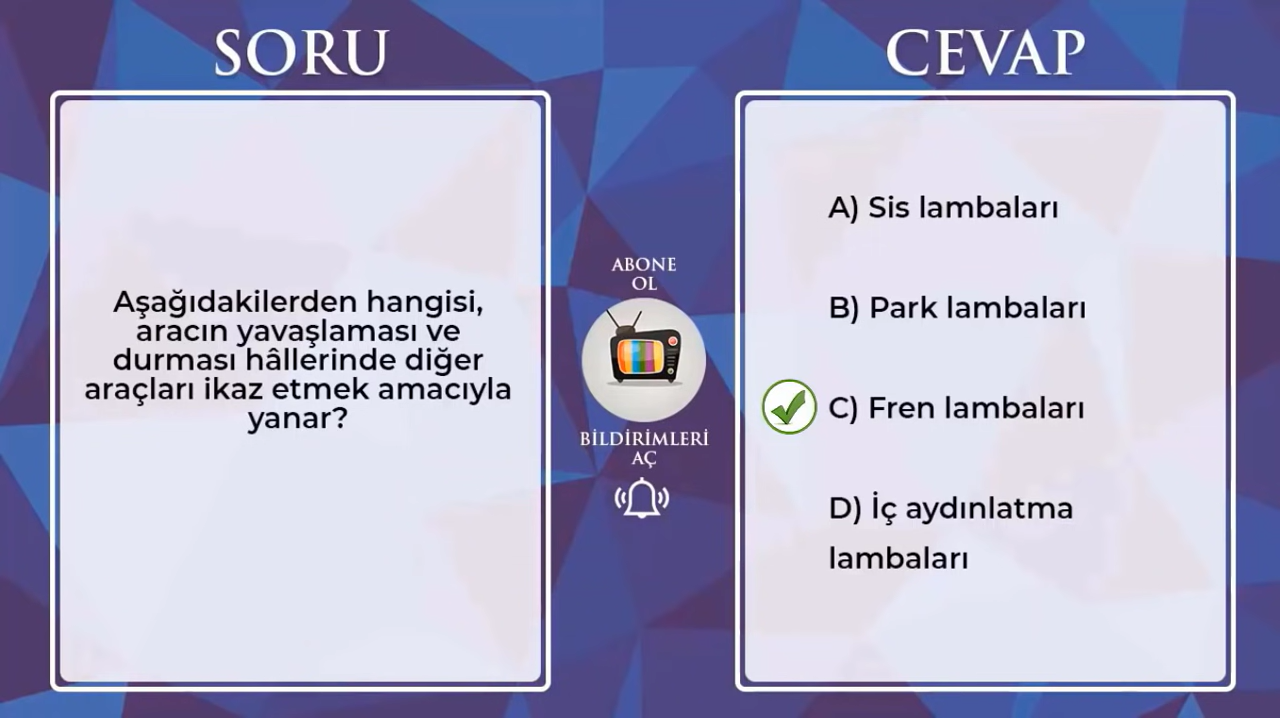 SORU
Aşağıdakilerden hangisi,
aracın yavaşlaması ve
durması hâllerinde diğer
araçları ikaz etmek amacıyla
yanar?
ABONE
OL
BİLDİRİMLERİ
AÇ
CEVAP
A) Sis lambaları
B) Park lambaları
C) Fren lambaları
D) İç aydınlatma
lambaları